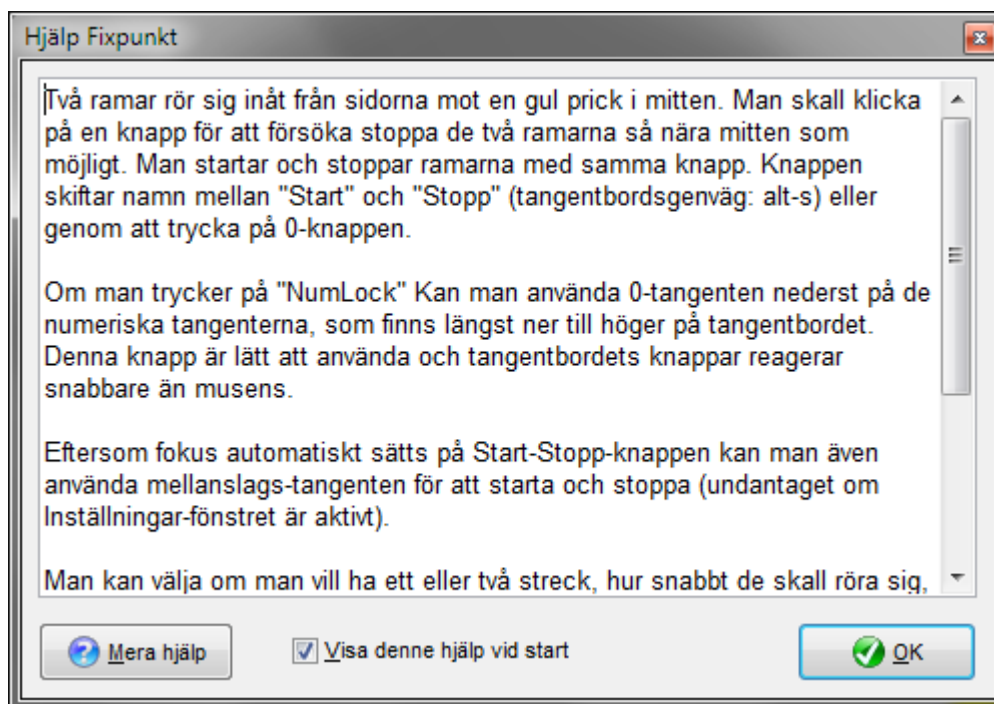 Hjälp Fixpunkt
Två ramar rör sig inåt från sidorna mot en gul prick i mitten. Man skall klicka
på en knapp för att försöka stoppa de två ramarna så nära mitten som
möjligt. Man startar och stoppar ramarna med samma knapp. Knappen
skiftar namn mellan "Start" och "Stopp" (tangentbordsgenväg: alt-s) eller
genom att trycka på 0-knappen.
Om man trycker på "NumLock" Kan man använda 0-tangenten nederst på de
numeriska tangenterna, som finns längst ner till höger på tangentbordet.
Denna knapp är lätt att använda och tangentbordets knappar reagerar
snabbare än musens.
Eftersom fokus automatiskt sätts på Start-Stopp-knappen kan man även
använda mellanslags-tangenten för att starta och stoppa (undantaget om
Inställningar-fönstret är aktivt).
Man kan välja om man vill ha ett eller två streck, hur snabbt de skall röra sig,
Mera hjälp
Visa denne hjälp vid start
OK